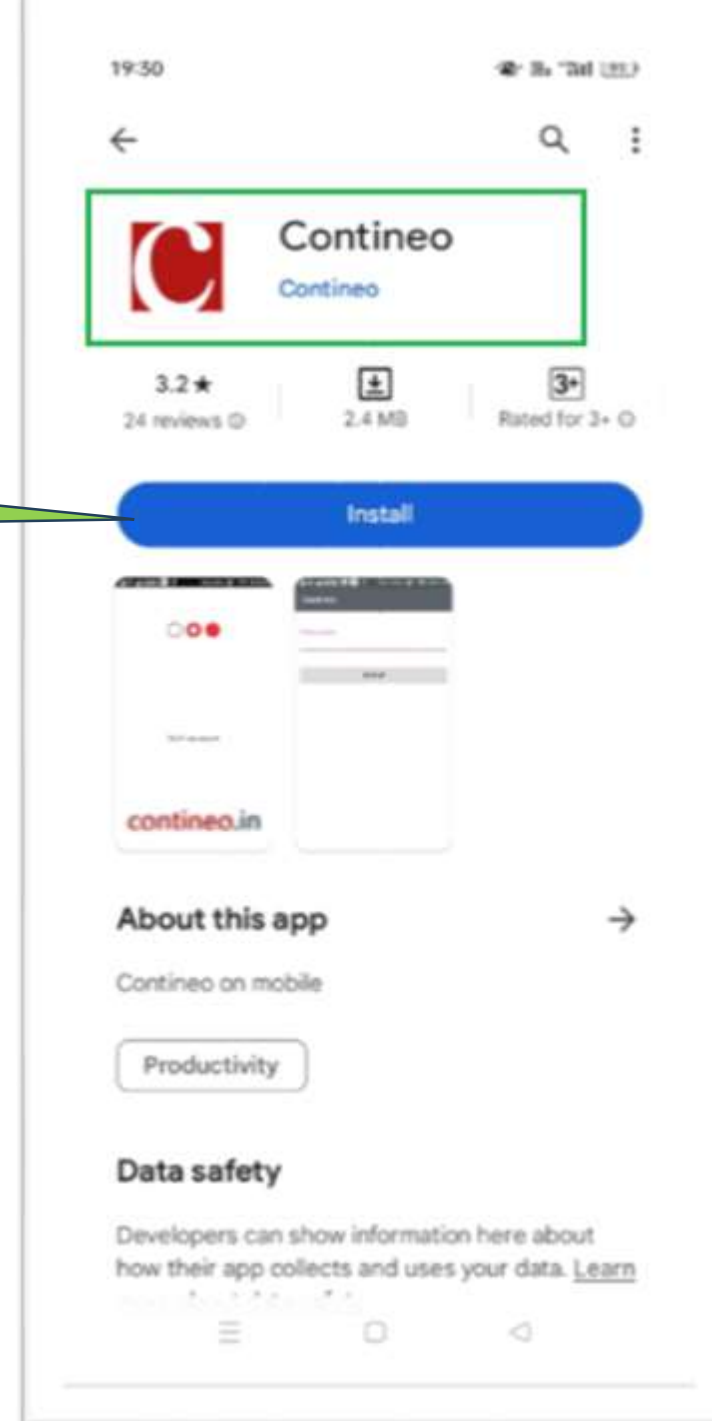 19:30
C
Contineo
Contineo
3.2★
24 reviews
2.4 MB
3+
Rated for 3+
Install
contineo.in
About this app
Contineo on mobile
Productivity
Data safety
Developers can show information here about
how their app collects and uses your data. Learn